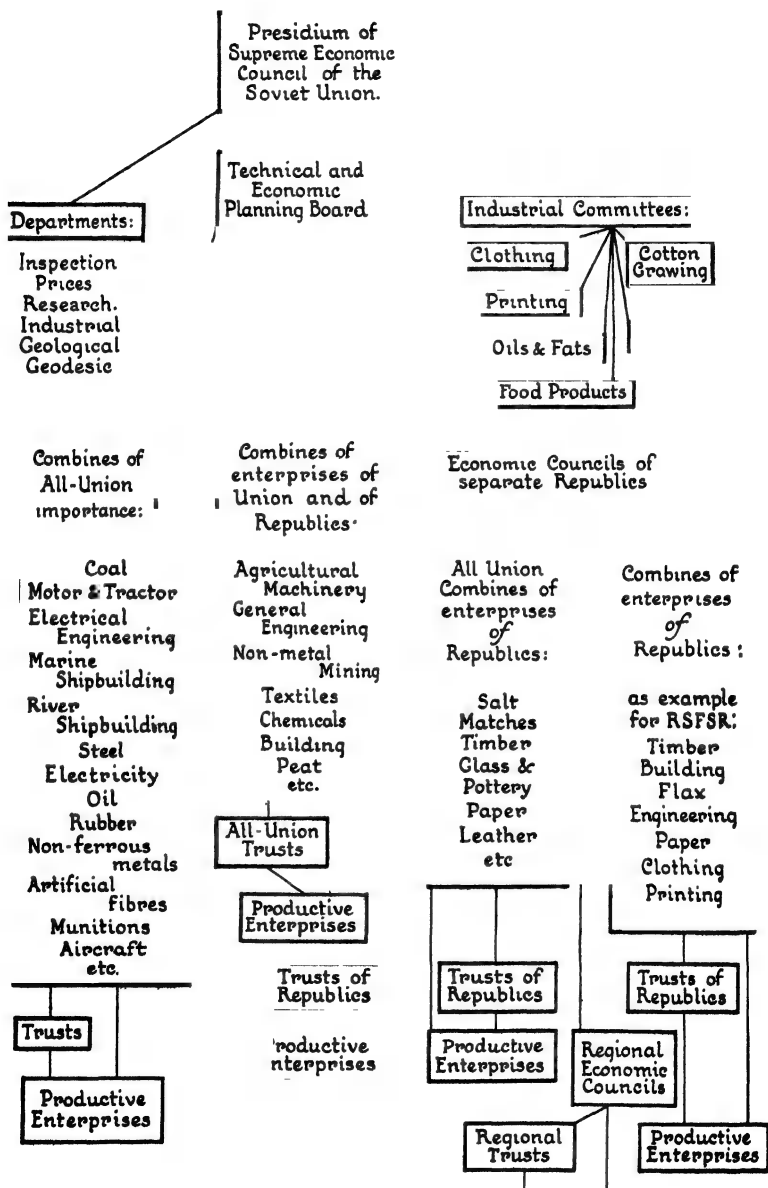 Presidium of
Supreme Economic
Council of the
Soviet Union.
Technical and
Economic
Planning Board
Departments:
Inspection
Prices
Research.
Industrial
Geological
Geodesic
Industrial Committees:
Clothing
Cotton
Growing
Printing
Oils & Fats
Food Products
Combines of
All-Union
importance:
Combines of
enterprises of
Union and of
Republics.
Economic Councils of
separate Republics
Coal
Motor & Tractor
Electrical
Engineering
Marine
Shipbuilding
River
Shipbuilding
Steel
Electricity
Oil
Rubber
Non-ferrous
metals
Artificial
fibres
Munitions
Aircraft
etc.
Trusts
Productive
Enterprises
Agricultural
Machinery
General
Engineering
Non-metal
Mining
Textiles
Chemicals
Building
Peat
etc.
All-Union
Trusts
Productive
Enterprises
Trusts of
Republics
roductive
nterprises
All Union
Combines of
enterprises
of
Republics:
Salt
Matches
Timber
Glass &
Pottery
Paper
Leather
etc
Trusts of
Republics
Productive
Enterprises
Regional
Economic
Councils
Regional
Trusts
Combines of
enterprises
of
Republics:
as example
for RSFSR:
Timber
Building
Flax
Engineering
Paper
Clothing
Printing
Trusts of
Republics
Productive
Enterprises